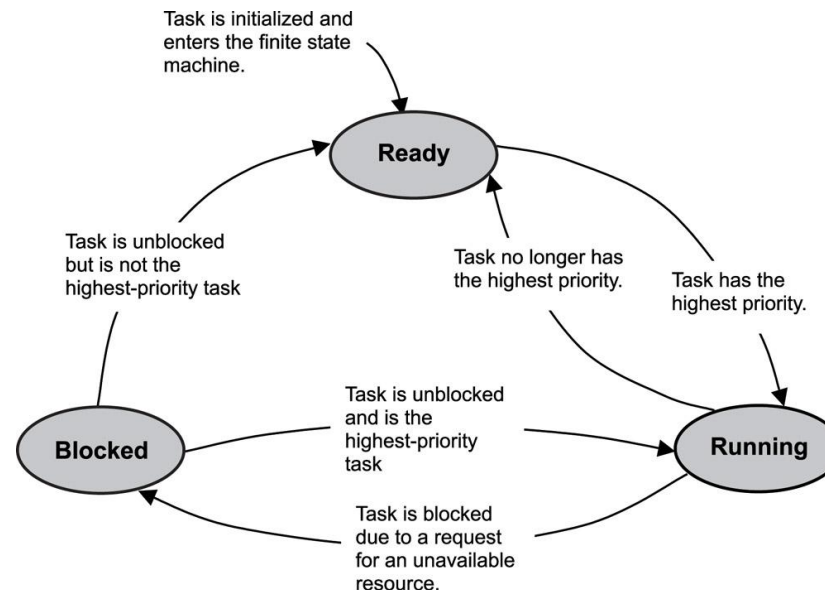 Task is initialized and
enters the finite state
machine.
Ready
Task is unblocked
but is not the
highest-priority task
Task no longer has
the highest priority.
Task has the
highest priority.
Blocked
Task is unblocked
and is the
highest-priority
task
Running
Task is blocked
due to a request
for an unavailable
resource.